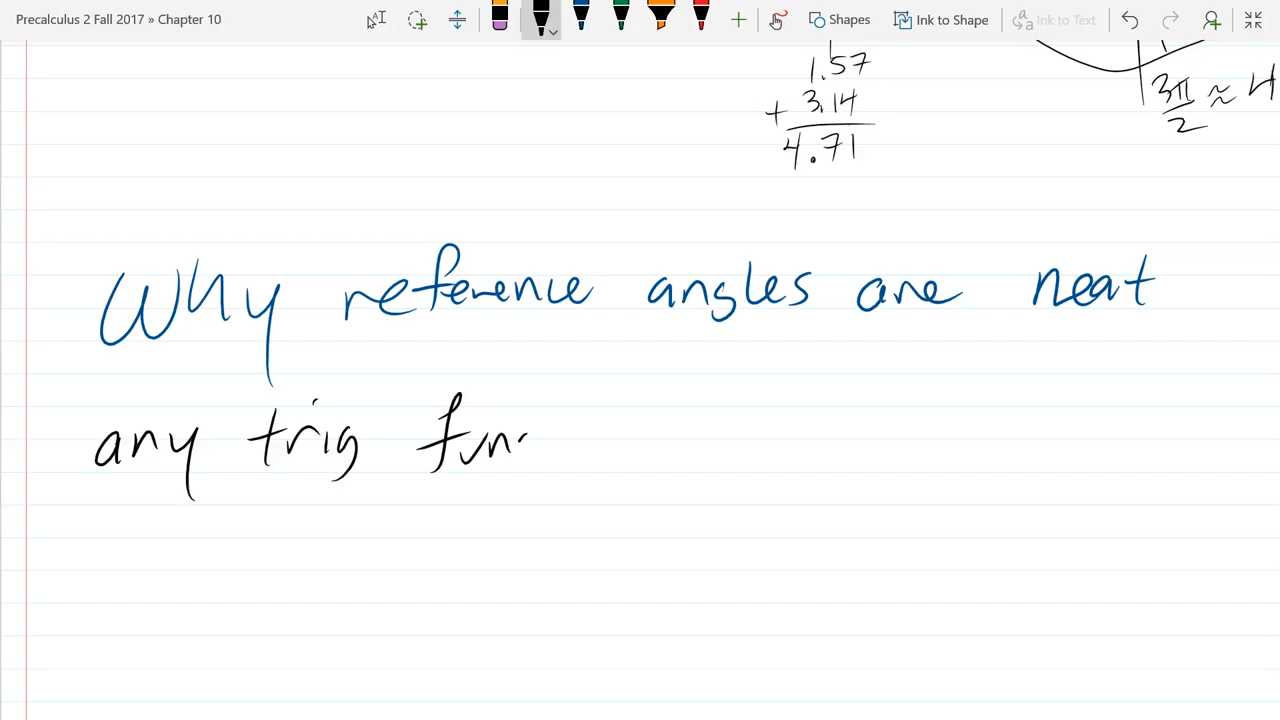 Precalculus 2 Fall 2017 » Chapter 10
Shapes
Ink to Shape
Ink to Text
1.57
+ 3.14
4.71
3π/2 ≈ 4
Why reference angles are neat
any trig fun